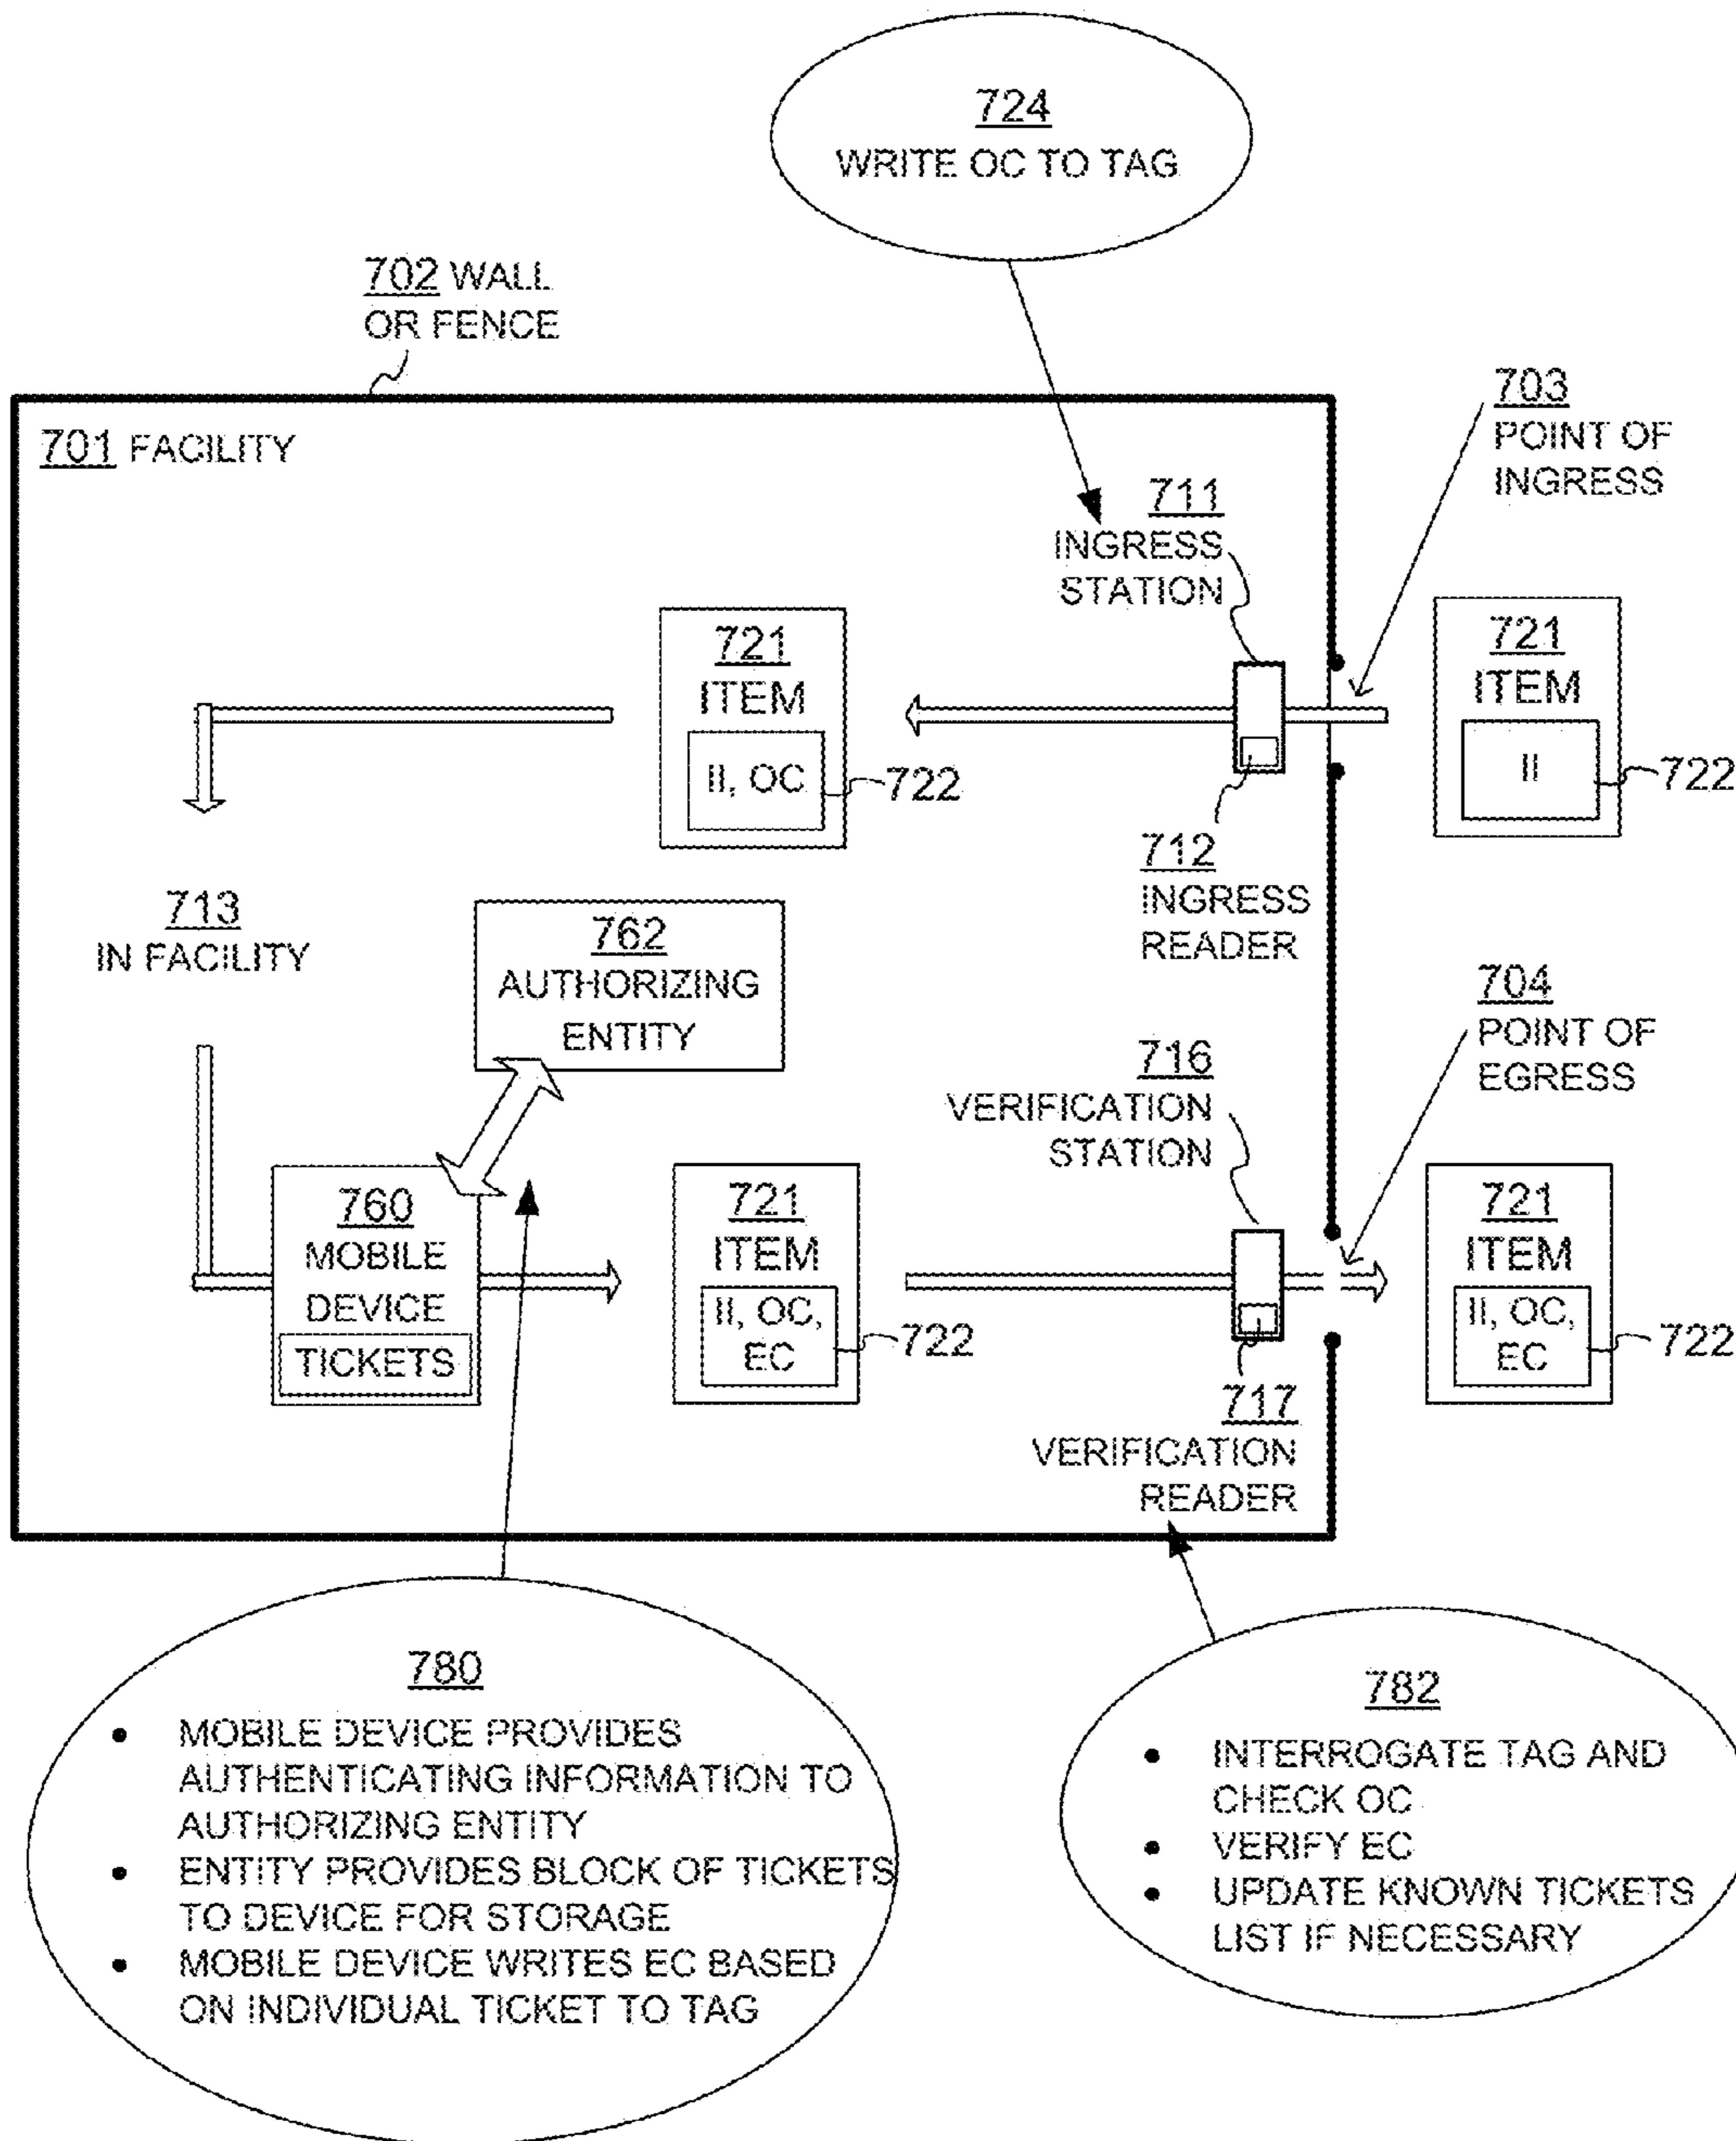 724
WRITE OC TO TAG
702 WALL
OR FENCE
703
POINT OF
INGRESS
701 FACILITY
711
INGRESS
STATION
721
ITEM
II, OC
722
721
ITEM
II
722
712
INGRESS
READER
713
IN FACILITY
762
AUTHORIZING
ENTITY
704
POINT OF
EGRESS
716
VERIFICATION
STATION
760
MOBILE
DEVICE
TICKETS
721
ITEM
II, OC,
EC
722
721
ITEM
II, OC,
EC
722
717
VERIFICATION
READER
780
• MOBILE DEVICE PROVIDES
AUTHENTICATING INFORMATION TO
AUTHORIZING ENTITY
• ENTITY PROVIDES BLOCK OF TICKETS
TO DEVICE FOR STORAGE
• MOBILE DEVICE WRITES EC BASED
ON INDIVIDUAL TICKET TO TAG
782
• INTERROGATE TAG AND
CHECK OC
• VERIFY EC
• UPDATE KNOWN TICKETS
LIST IF NECESSARY